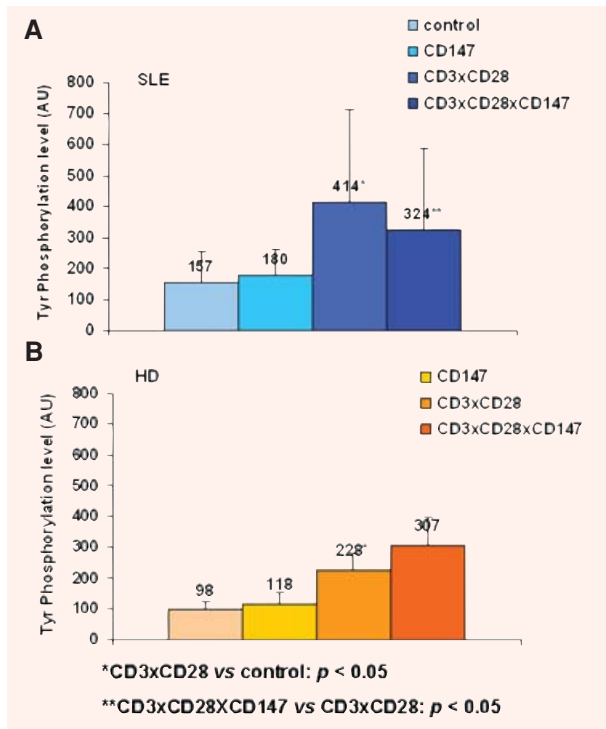 A
control
CD147
CD3xCD28
CD3xCD28xCD147
SLE
Tyr Phosphorylation level (AU)
800
700
600
500
400
300
200
100
0
157
180
414*
324**
B
HD
CD147
CD3xCD28
CD3xCD28xCD147
Tyr Phosphorylation level (AU)
800
700
600
500
400
300
200
100
0
98
118
228*
307
*CD3xCD28 vs control: p < 0.05
**CD3xCD28XCD147 vs CD3xCD28: p < 0.05